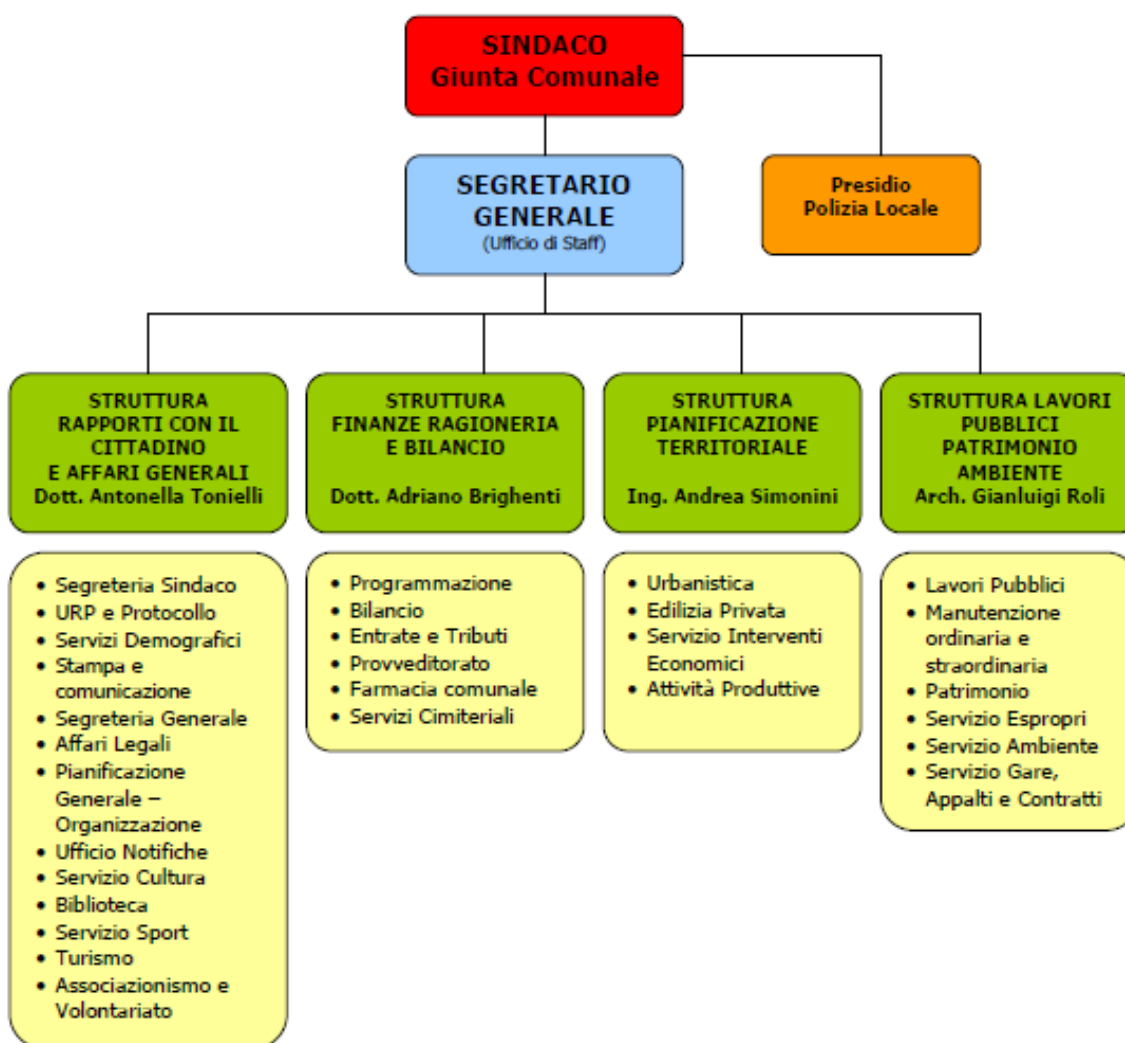 SINDACO
Giunta Comunale
SEGRETARIO
GENERALE
(Ufficio di Staff)
Presidio
Polizia Locale
STRUTTURA
RAPPORTI CON IL
CITTADINO
E AFFARI GENERALI
Dott. Antonella Tonielli
STRUTTURA
FINANZE RAGIONERIA
E BILANCIO
Dott. Adriano Brighenti
STRUTTURA
PIANIFICAZIONE
TERRITORIALE
Ing. Andrea Simonini
STRUTTURA LAVORI
PUBBLICI
PATRIMONIO
AMBIENTE
Arch. Gianluigi Roli
• Segreteria Sindaco
• URP e Protocollo
• Servizi Demografici
• Stampa e
comunicazione
• Segreteria Generale
• Affari Legali
• Pianificazione
Generale –
Organizzazione
• Ufficio Notifiche
• Servizio Cultura
• Biblioteca
• Servizio Sport
• Turismo
• Associazionismo e
Volontariato
• Programmazione
• Bilancio
• Entrate e Tributi
• Provveditorato
• Farmacia comunale
• Servizi Cimiteriali
• Urbanistica
• Edilizia Privata
• Servizio Interventi
Economici
• Attività Produttive
• Lavori Pubblici
• Manutenzione
ordinaria e
straordinaria
• Patrimonio
• Servizio Espropri
• Servizio Ambiente
• Servizio Gare,
Appalti e Contratti